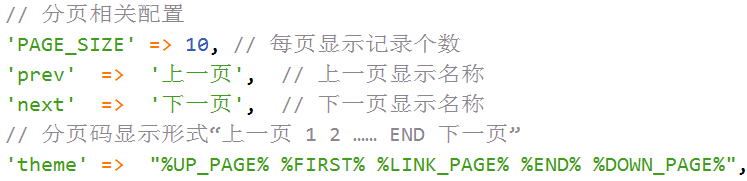 // 分页相关配置
'PAGE_SIZE' => 10, // 每页显示记录个数
'prev'  =>  '上一页',  // 上一页显示名称
'next'  =>  '下一页',  // 下一页显示名称
// 分页码显示形式“上一页 1 2 …… END 下一页”
'theme' =>  "%UP_PAGE% %FIRST% %LINK_PAGE% %END% %DOWN_PAGE%",